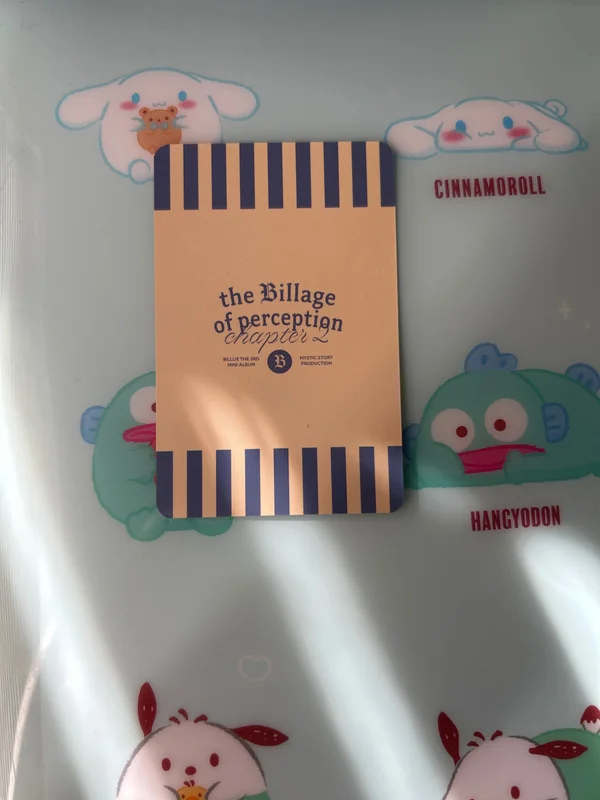 CINNAMOROLL
the Billage
of perception
chapter 2
BILLLIE THE 3RD
MINI ALBUM
B
MYSTIC STORY
PRODUCTION
HANGYODON